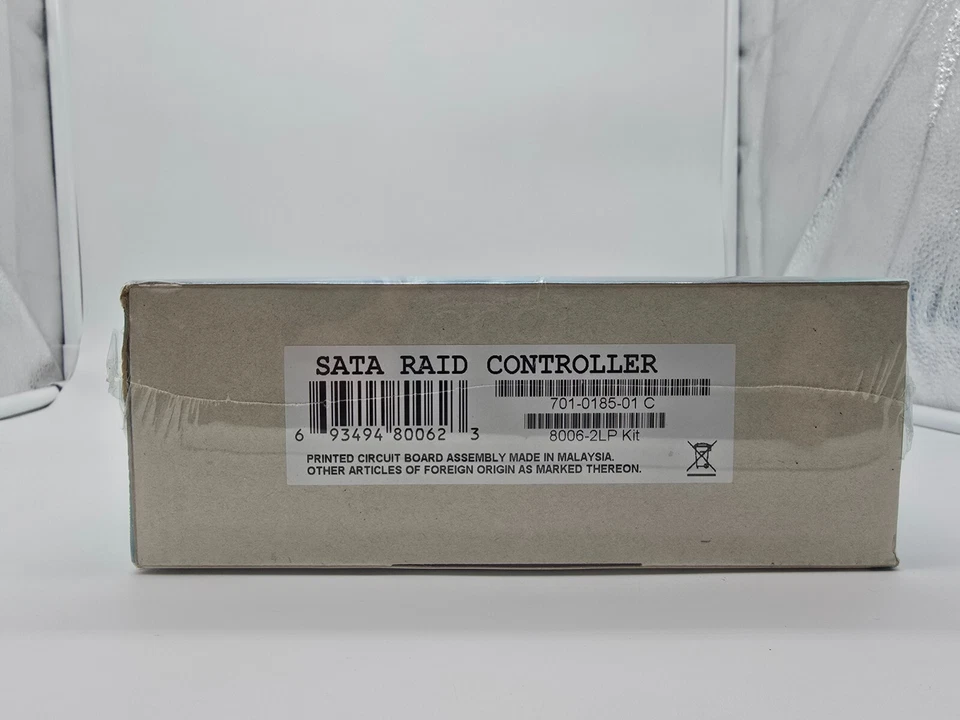 SATA RAID CONTROLLER
701-0185-01 C
6 93494 80062 3
8006-2LP Kit
PRINTED CIRCUIT BOARD ASSEMBLY MADE IN MALAYSIA.
OTHER ARTICLES OF FOREIGN ORIGIN AS MARKED THEREON.